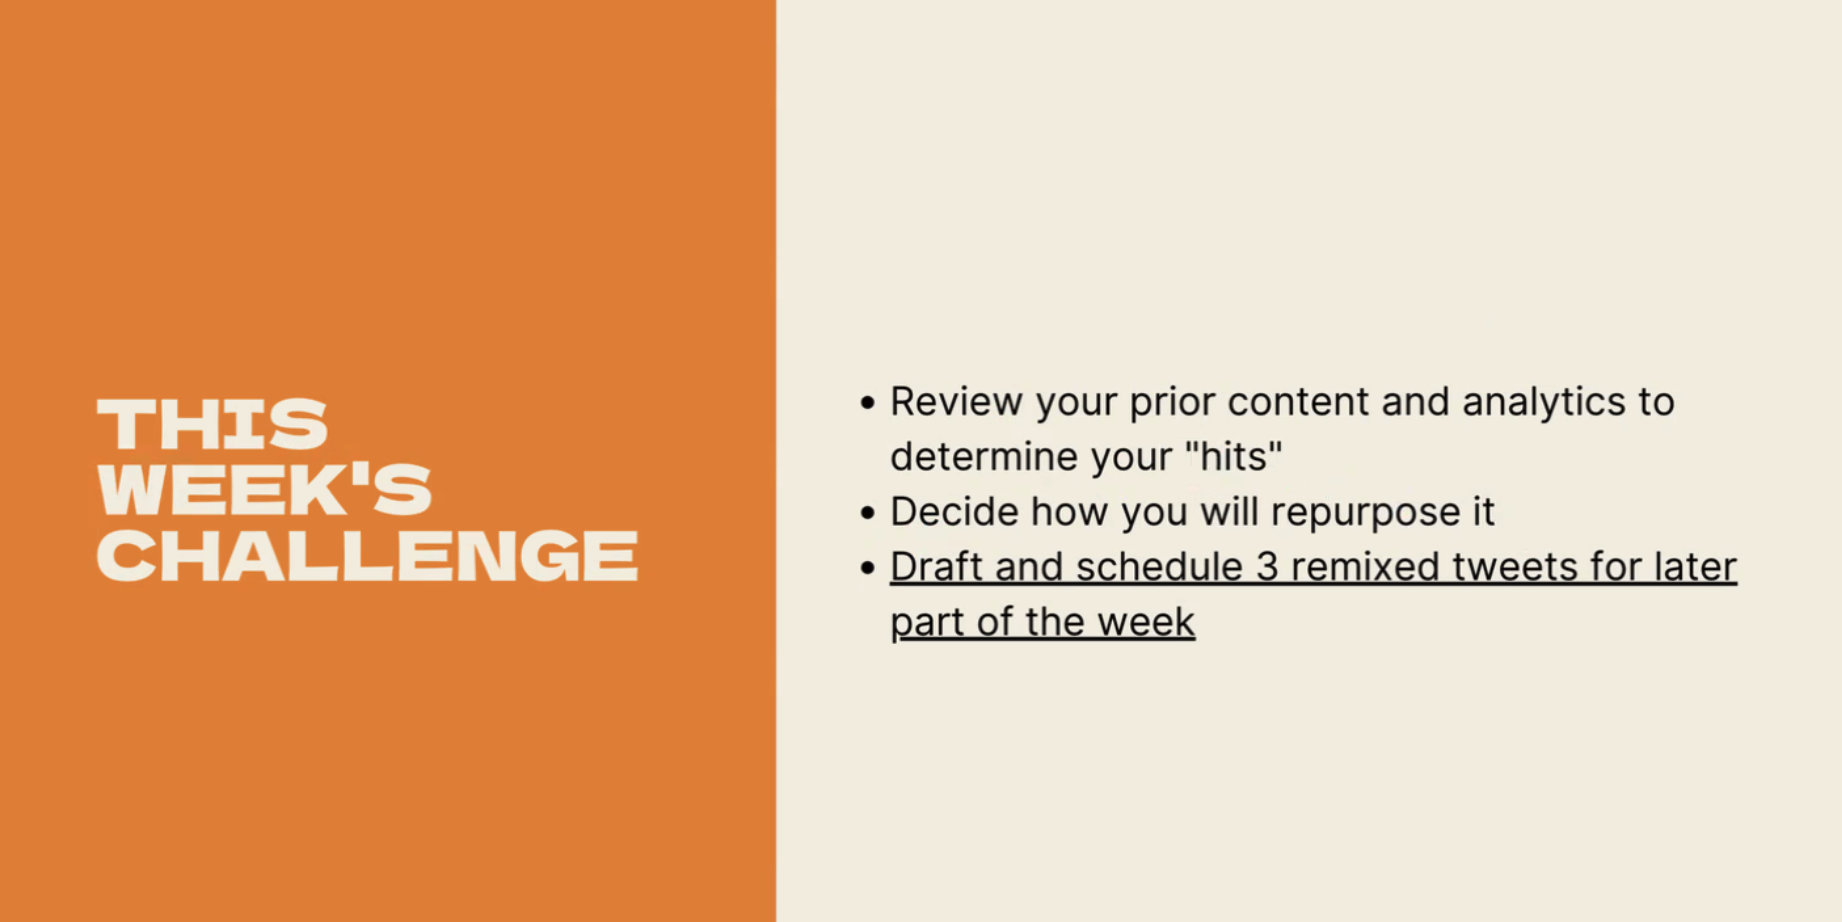 THIS
WEEK'S
CHALLENGE
• Review your prior content and analytics to
determine your "hits"
• Decide how you will repurpose it
• Draft and schedule 3 remixed tweets for later
part of the week